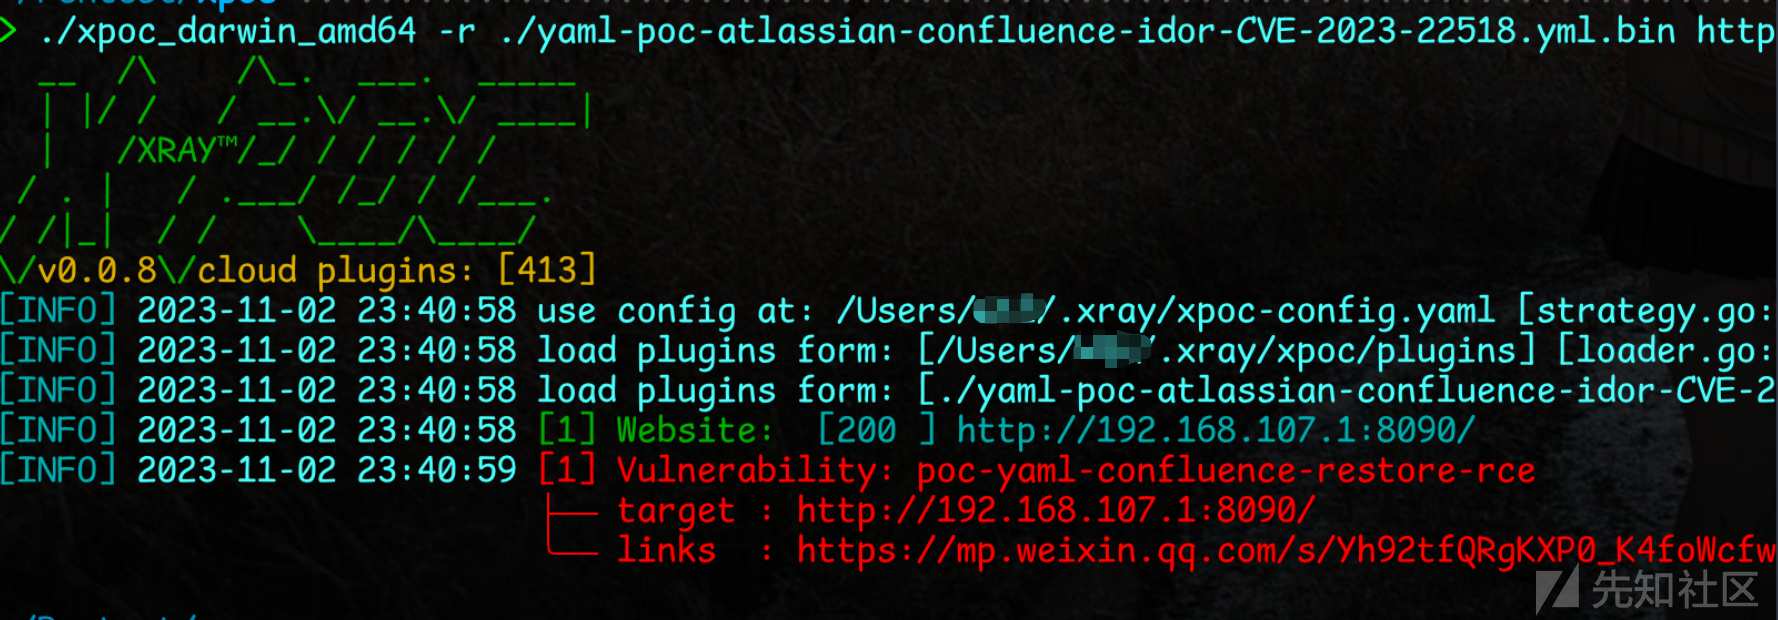 ./xpoc_darwin_amd64 -r ./yaml-poc-atlassian-confluence-idor-CVE-2023-22518.yml.bin http
/XRAY™/
v0.0.8 cloud plugins: [413]
[INFO] 2023-11-02 23:40:58 use config at: /Users/ /.xray/xpoc-config.yaml [strategy.go:
[INFO] 2023-11-02 23:40:58 load plugins form: [/Users/ .xray/xpoc/plugins] [loader.go:
[INFO] 2023-11-02 23:40:58 load plugins form: [./yaml-poc-atlassian-confluence-idor-CVE-2
[INFO] 2023-11-02 23:40:58 [1] Website: [200 ] http://192.168.107.1:8090/
[INFO] 2023-11-02 23:40:59 [1] Vulnerability: poc-yaml-confluence-restore-rce
target : http://192.168.107.1:8090/
links : https://mp.weixin.qq.com/s/Yh92tfQRgKXP0_K4foWcfw
先知社区